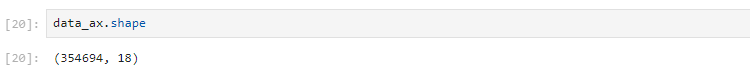 [20]: data_ax.shape
[20]: (354694, 18)